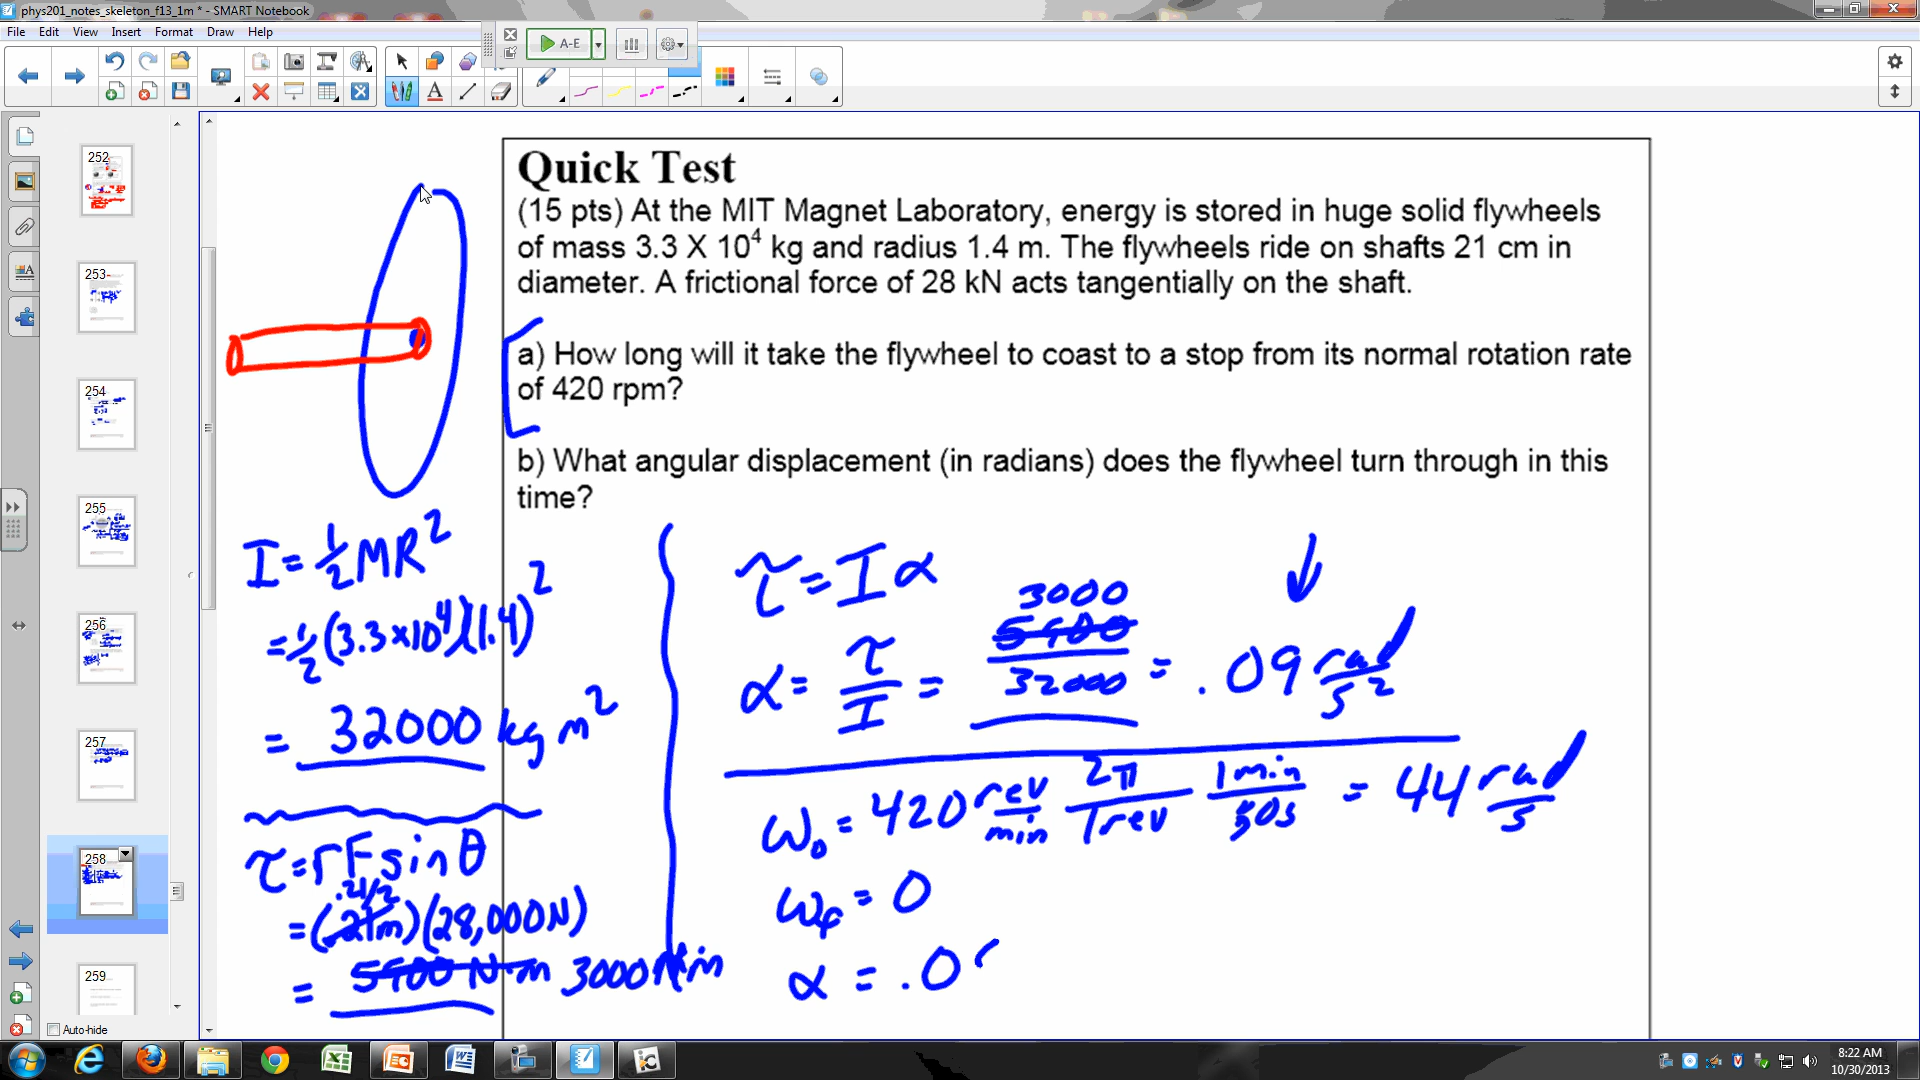 phys201_notes_skeleton_f13_1m * - SMART Notebook
File Edit View Insert Format Draw Help
A-E
252
253
254
255
256
257
258
259
Auto-hide
Quick Test
(15 pts) At the MIT Magnet Laboratory, energy is stored in huge solid flywheels
of mass 3.3 X 10⁴ kg and radius 1.4 m. The flywheels ride on shafts 21 cm in
diameter. A frictional force of 28 kN acts tangentially on the shaft.
a) How long will it take the flywheel to coast to a stop from its normal rotation rate
of 420 rpm?
b) What angular displacement (in radians) does the flywheel turn through in this
time?
I = 1/2 MR²
= 1/2 (3.3×10⁴)(1.4)²
= 32000 kg m²
τ = rF sin θ
.21/2
= (.21m)(28,000N)
= 5900 N·m 3000 N·m
τ = Iα
3000
α = τ/I = 5900/32000 = .09 rad/s²
ω₀ = 420 rev/min 2π/1rev 1min/50s = 44 rad/s
ωf = 0
α = .0
8:22 AM
10/30/2013